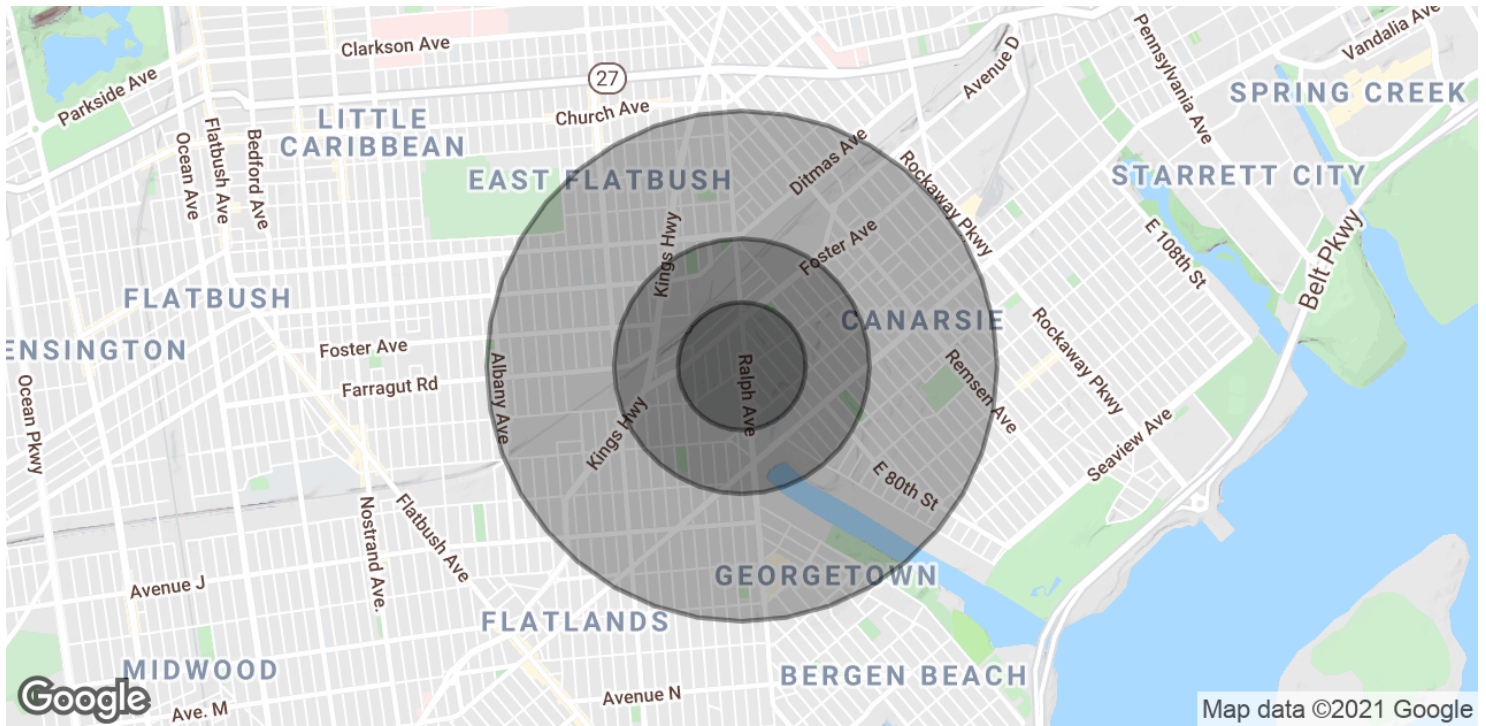 Clarkson Ave
Parkside Ave
27
Church Ave
LITTLE
CARIBBEAN
Ocean Ave
Flatbush Ave
Bedford Ave
EAST FLATBUSH
Kings Hwy
Ditmas Ave
Avenue D
Rockaway Pkwy
Pennsylvania Ave
Vandalia Ave
SPRING CREEK
STARRETT CITY
E 108th St
Belt Pkwy
Foster Ave
FLATBUSH
CANARSIE
ENSINGTON
Foster Ave
Farragut Rd
Albany Ave
Ralph Ave
Remsen Ave
Rockaway Pkwy
Ocean Pkwy
Kings Hwy
Seaview Ave
E 80th St
Nostrand Ave.
Flatbush Ave
Avenue J
GEORGETOWN
FLATLANDS
MIDWOOD
BERGEN BEACH
Avenue N
Google
Ave. M
Map data ©2021 Google